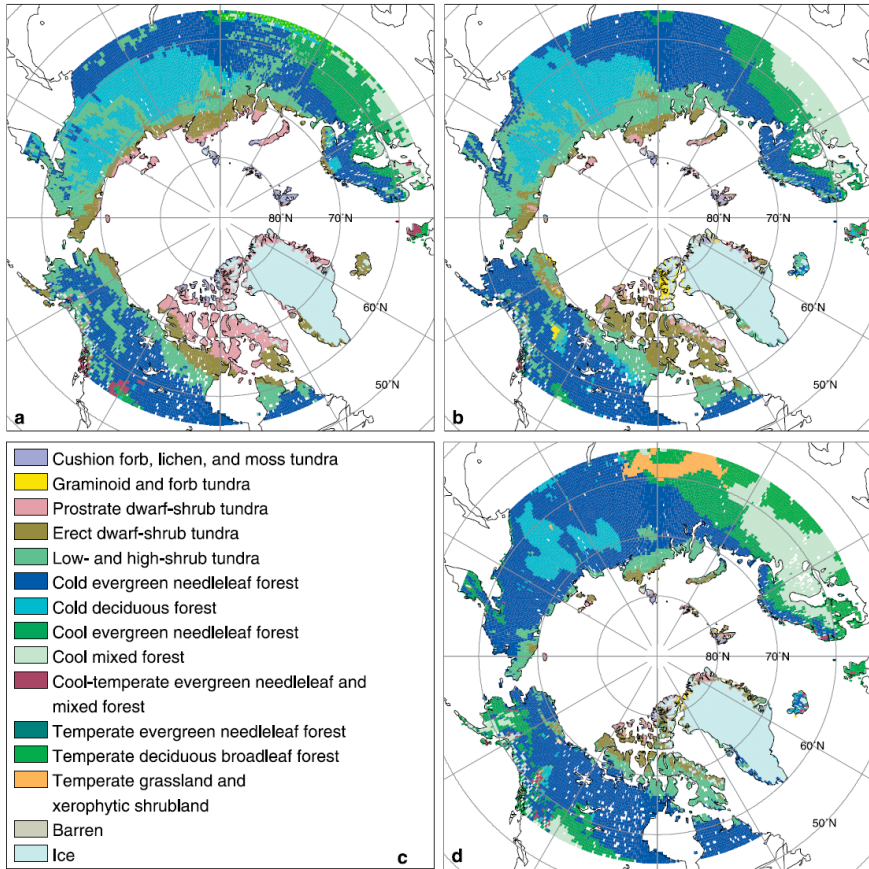 80°N
70°N
60°N
50°N
a
80°N
70°N
60°N
50°N
b
Cushion forb, lichen, and moss tundra
Graminoid and forb tundra
Prostrate dwarf-shrub tundra
Erect dwarf-shrub tundra
Low- and high-shrub tundra
Cold evergreen needleleaf forest
Cold deciduous forest
Cool evergreen needleleaf forest
Cool mixed forest
Cool-temperate evergreen needleleaf and
mixed forest
Temperate evergreen needleleaf forest
Temperate deciduous broadleaf forest
Temperate grassland and
xerophytic shrubland
Barren
Ice
c
80°N
70°N
60°N
50°N
d